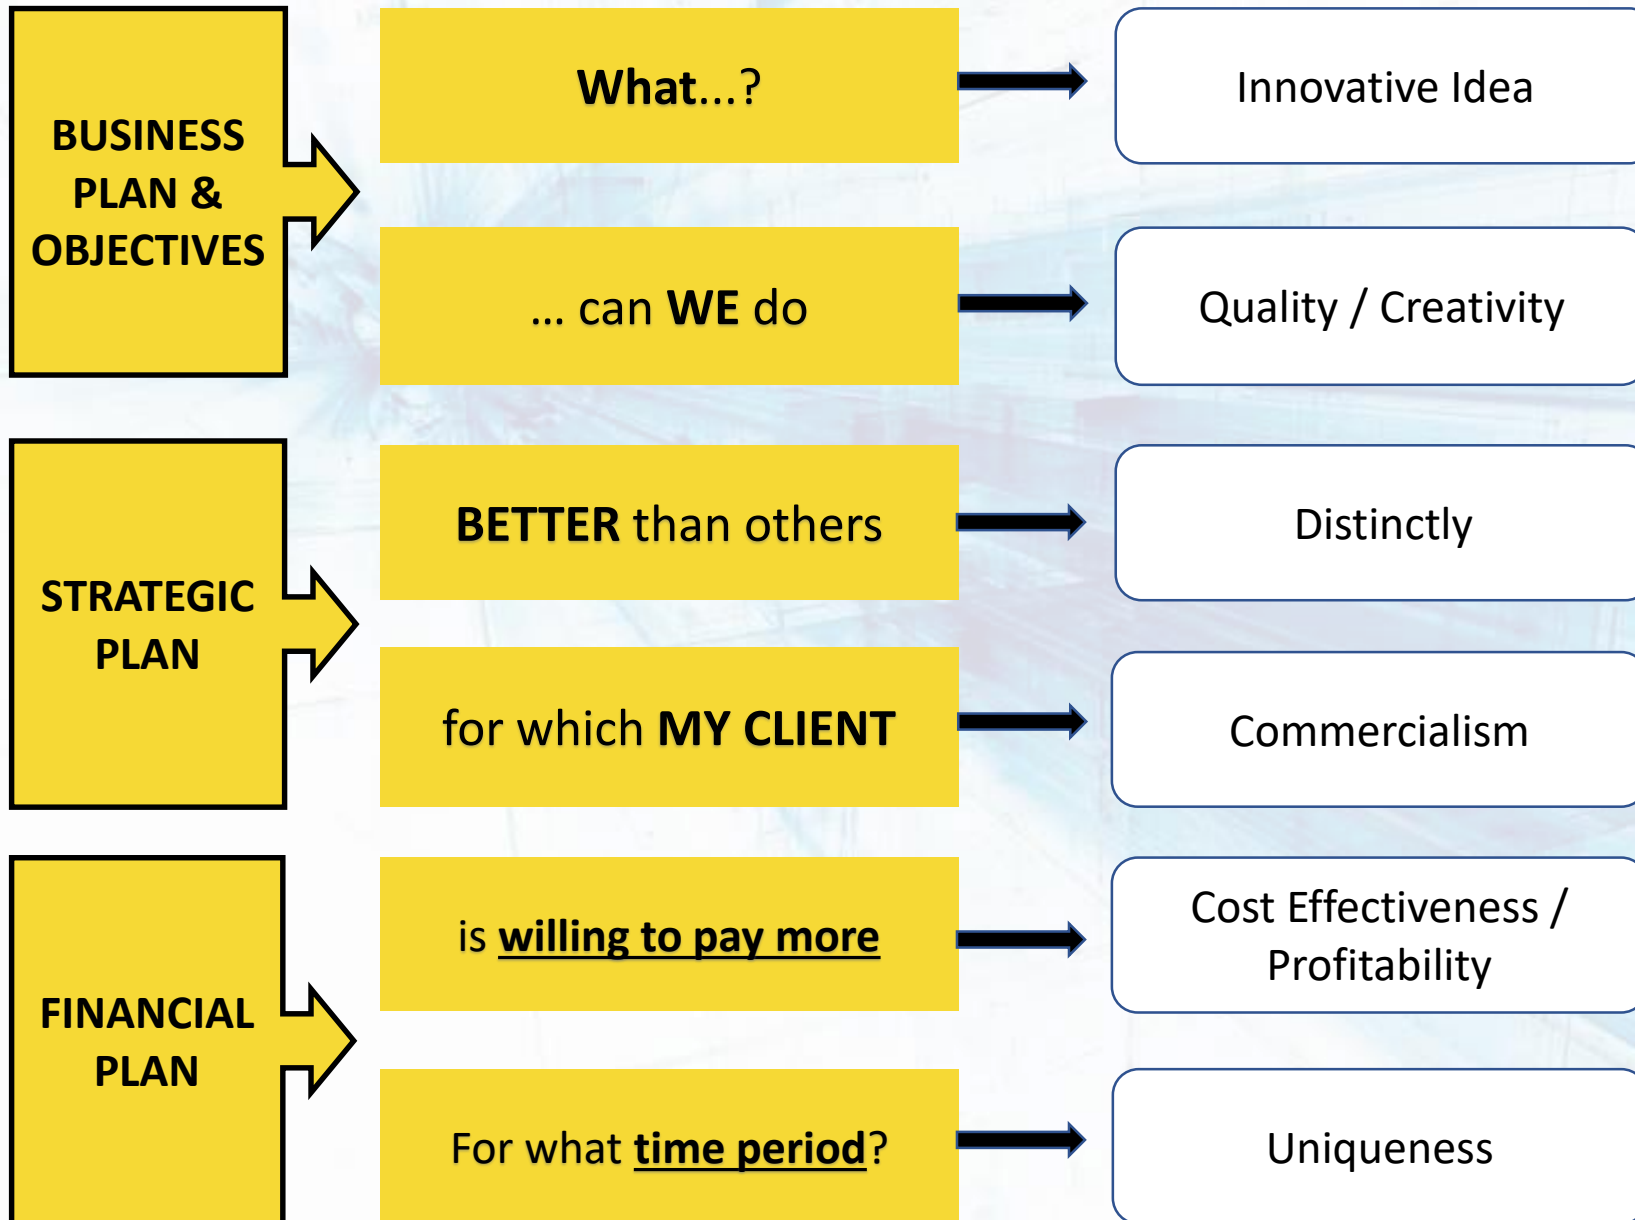 BUSINESS
PLAN &
OBJECTIVES
What...?
Innovative Idea
... can WE do
Quality / Creativity
STRATEGIC
PLAN
BETTER than others
Distinctly
for which MY CLIENT
Commercialism
FINANCIAL
PLAN
is willing to pay more
Cost Effectiveness /
Profitability
For what time period?
Uniqueness